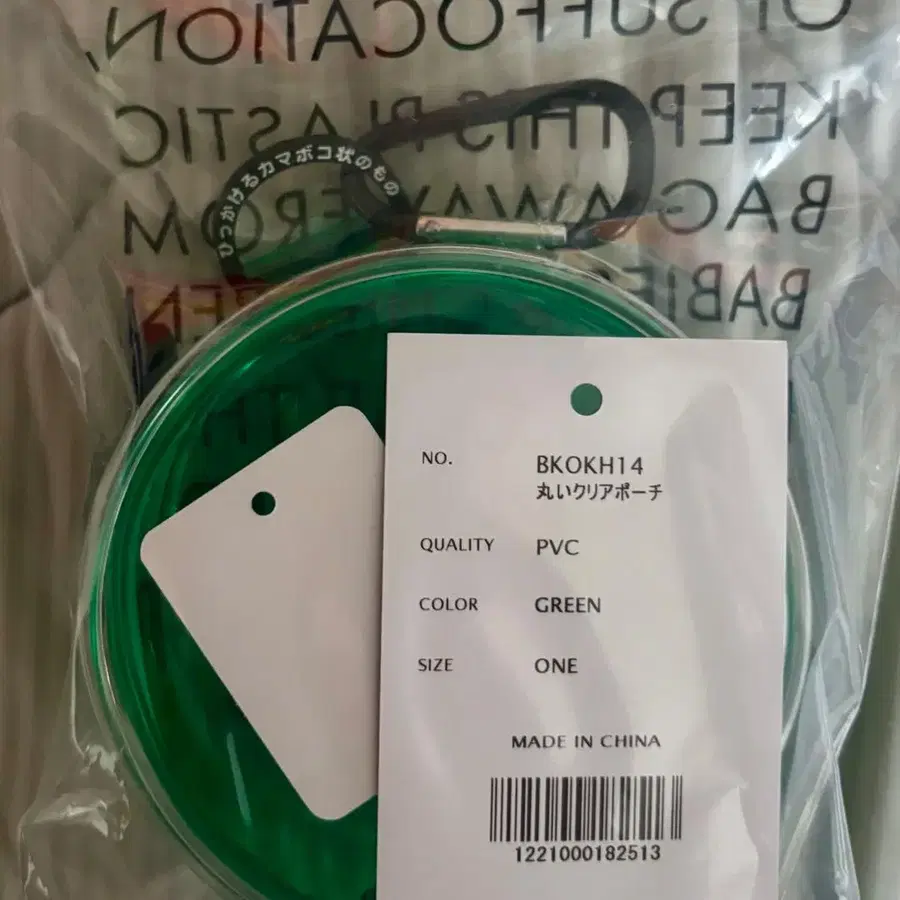 OF SUFFOCATION,
KEEP THIS PLASTIC
BAG AWAY FROM
BABIES
ひっかけるカマボコ状のもの
NO. BKOKH14
丸いクリアポーチ
QUALITY PVC
COLOR GREEN
SIZE ONE
MADE IN CHINA
1221000182513